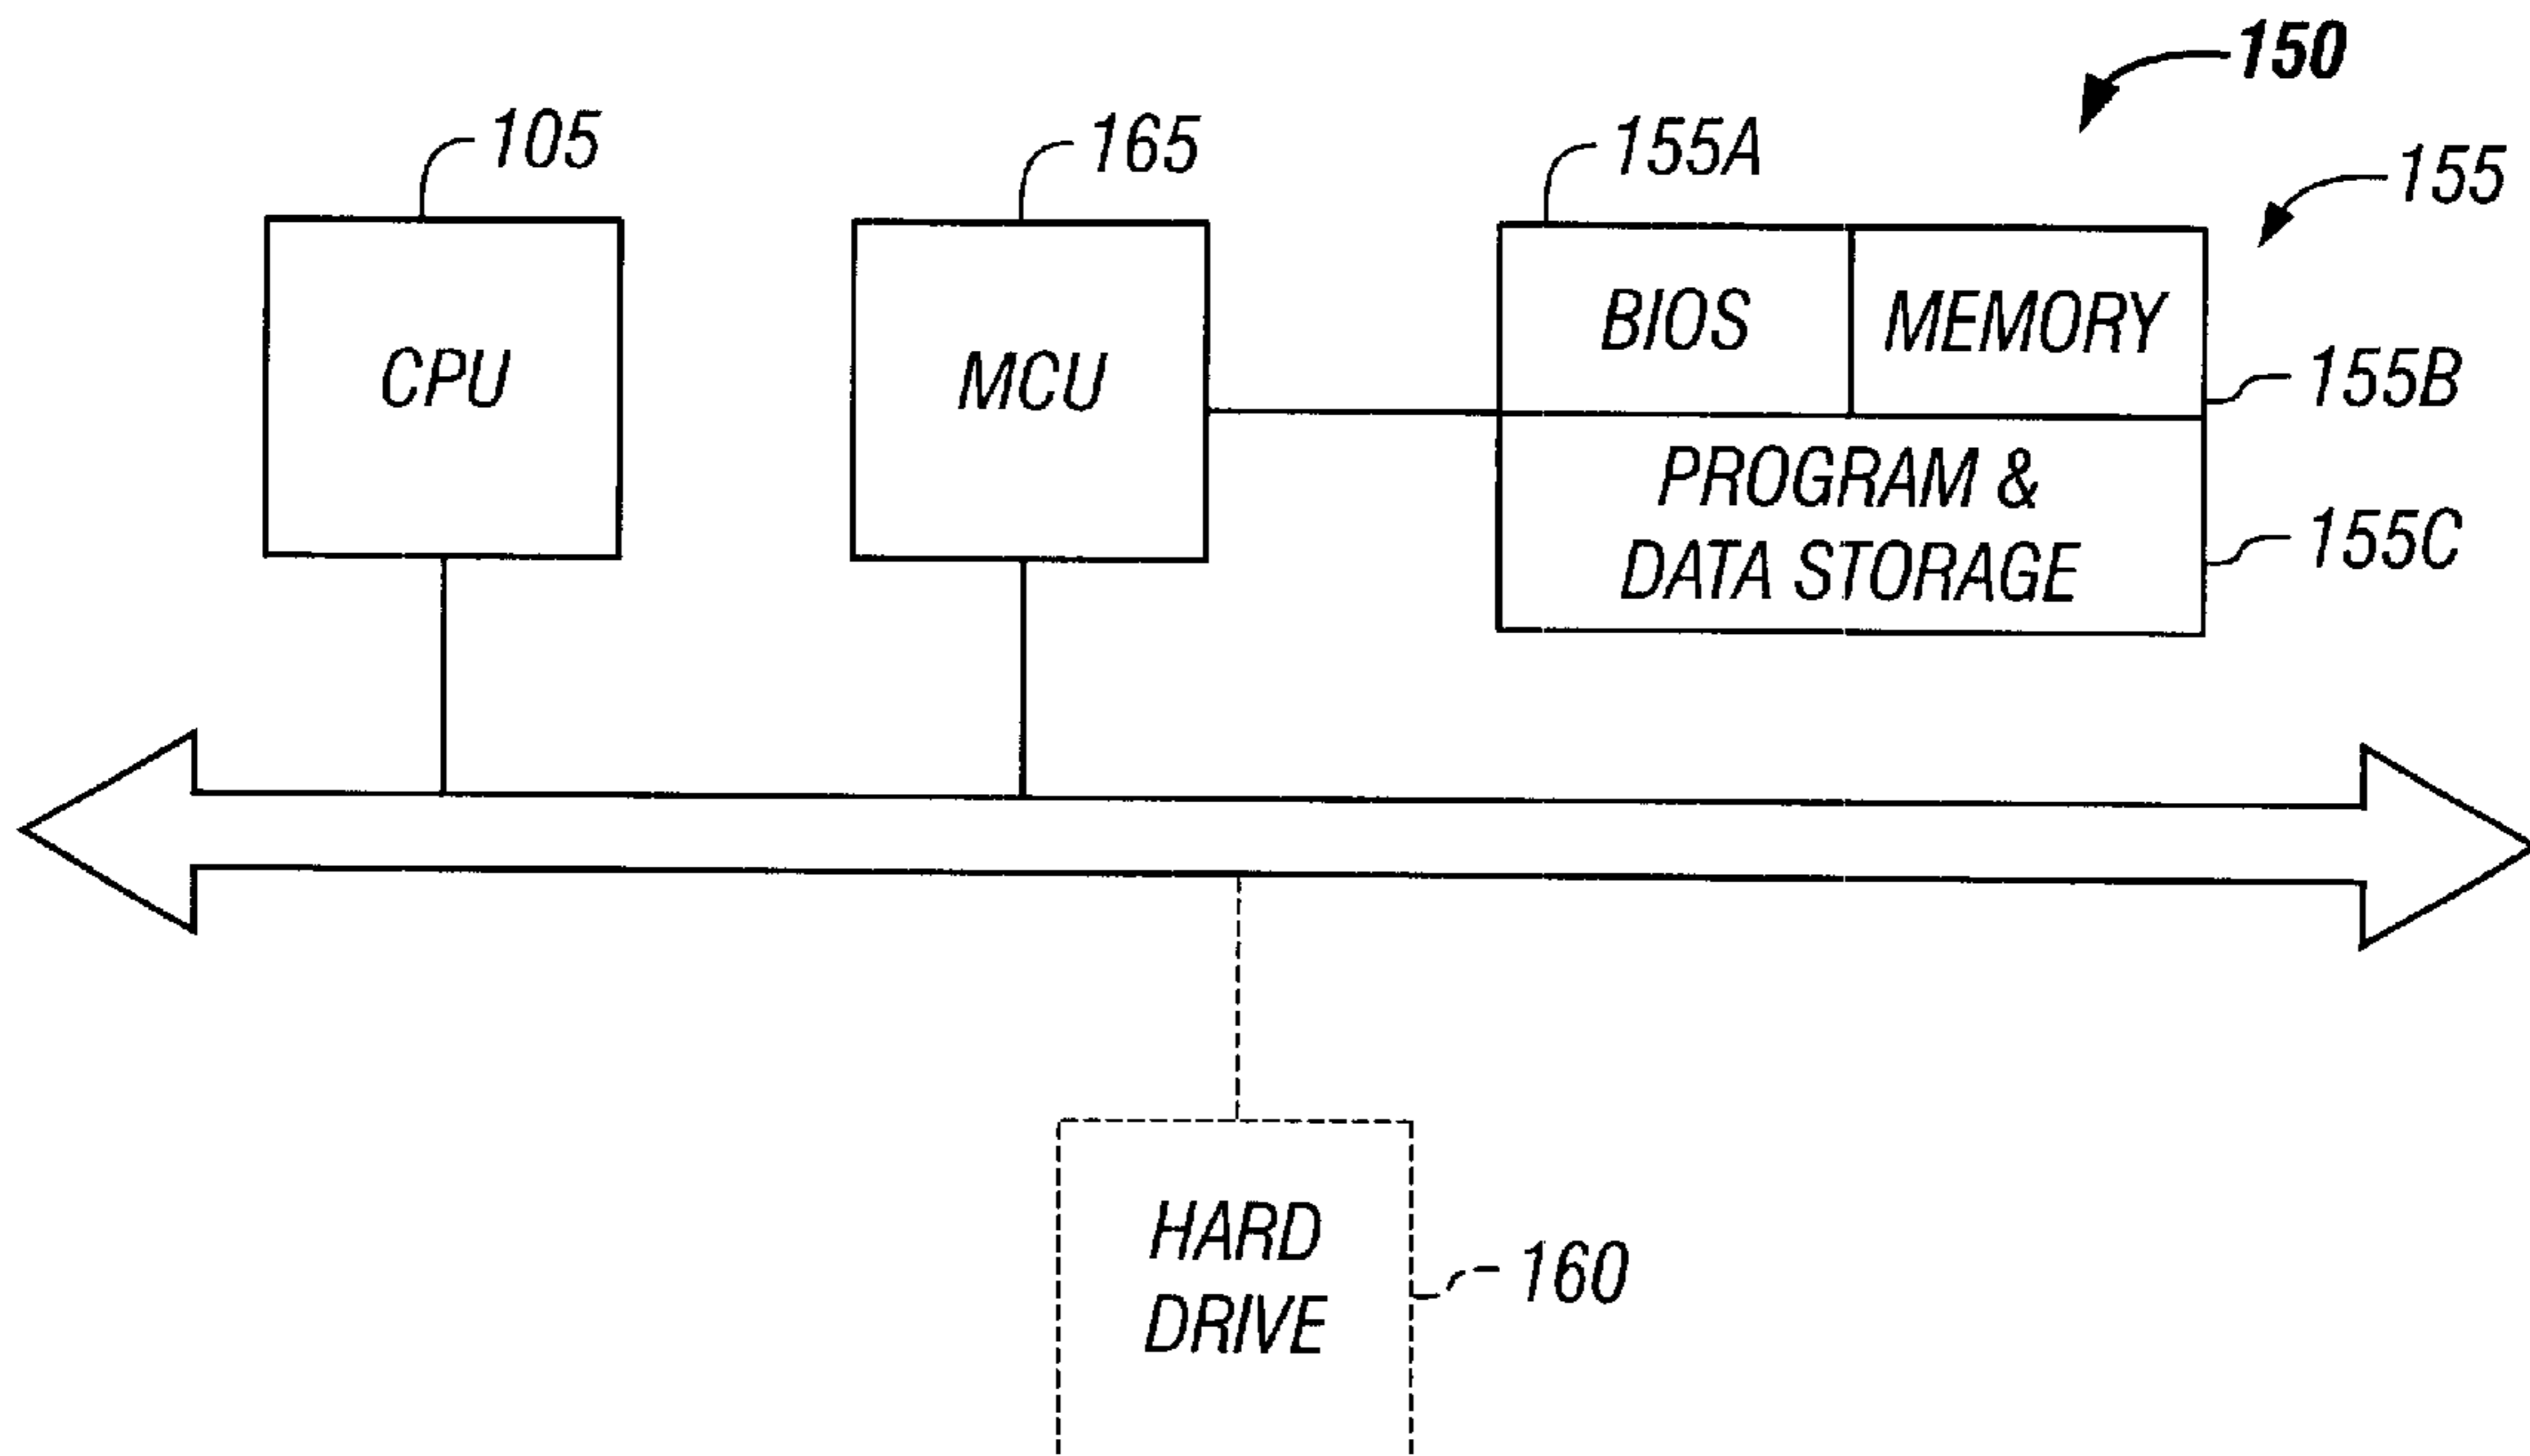 150
105
165
155A
155
CPU
MCU
BIOS
MEMORY
155B
PROGRAM &
DATA STORAGE
155C
HARD
DRIVE
160